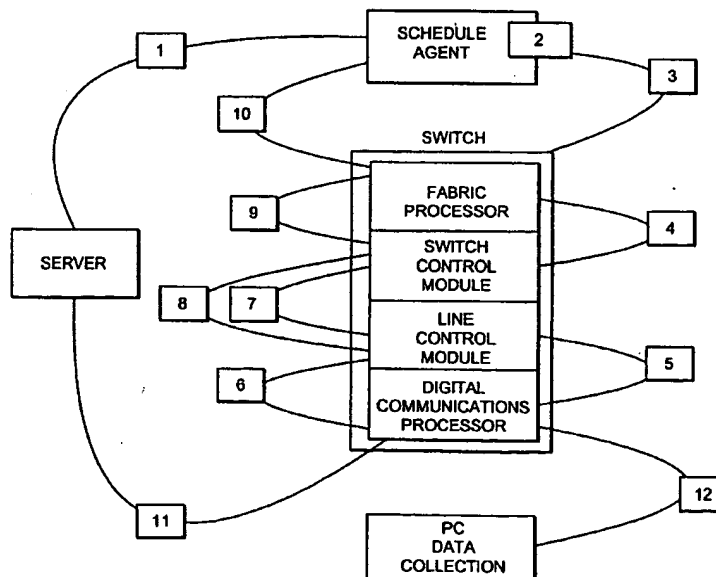 1
SCHEDULE
AGENT
2
3
10
SWITCH
FABRIC
PROCESSOR
9
4
SWITCH
CONTROL
MODULE
SERVER
8
7
LINE
CONTROL
MODULE
5
6
DIGITAL
COMMUNICATIONS
PROCESSOR
12
11
PC
DATA
COLLECTION